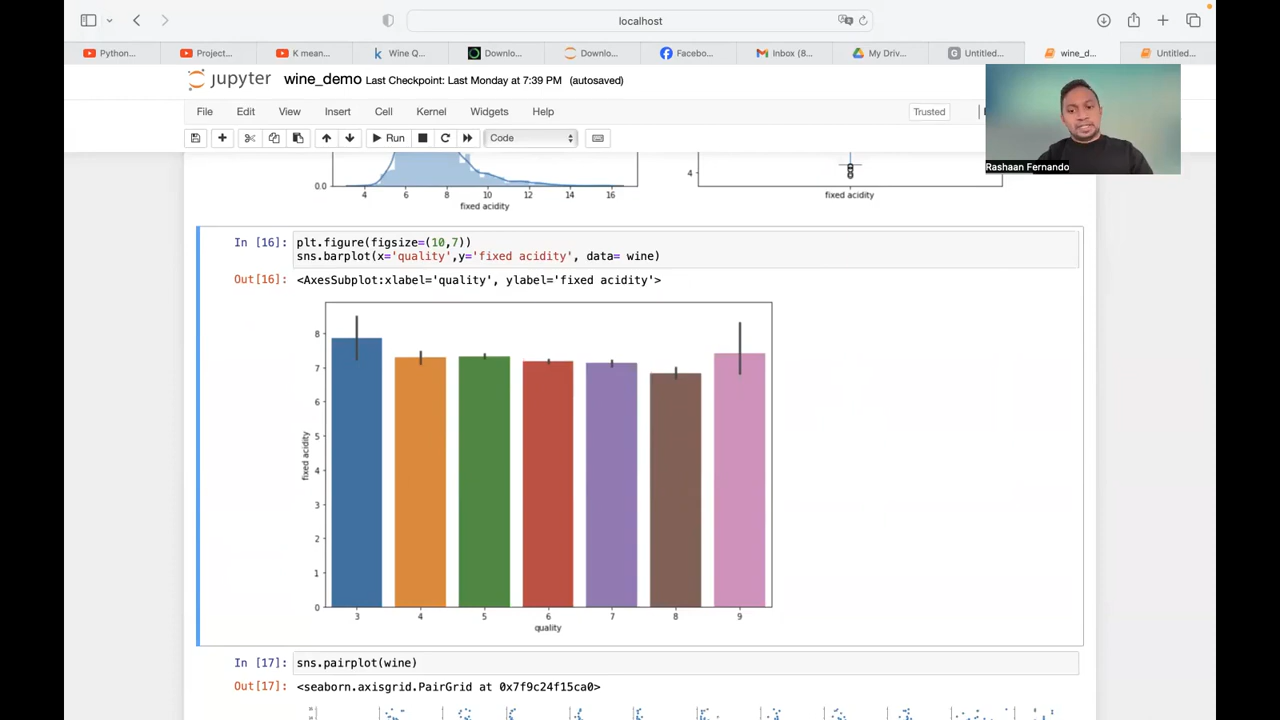 localhost
Python...
Project...
K mean...
Wine Q...
Downlo...
Downlo...
Facebo...
Inbox (8...
My Driv...
Untitled...
wine_d...
Untitled...
jupyter wine_demo Last Checkpoint: Last Monday at 7:39 PM (autosaved)
File Edit View Insert Cell Kernel Widgets Help
Trusted
Run
Code
Rashaan Fernando
0.0
4 6 8 10 12 14 16
fixed acidity
4
fixed acidity
In [16]: plt.figure(figsize=(10,7))
sns.barplot(x='quality',y='fixed acidity', data= wine)
Out[16]: <AxesSubplot:xlabel='quality', ylabel='fixed acidity'>
8
7
6
5
4
3
2
1
0
fixed acidity
3 4 5 6 7 8 9
quality
In [17]: sns.pairplot(wine)
Out[17]: <seaborn.axisgrid.PairGrid at 0x7f9c24f15ca0>